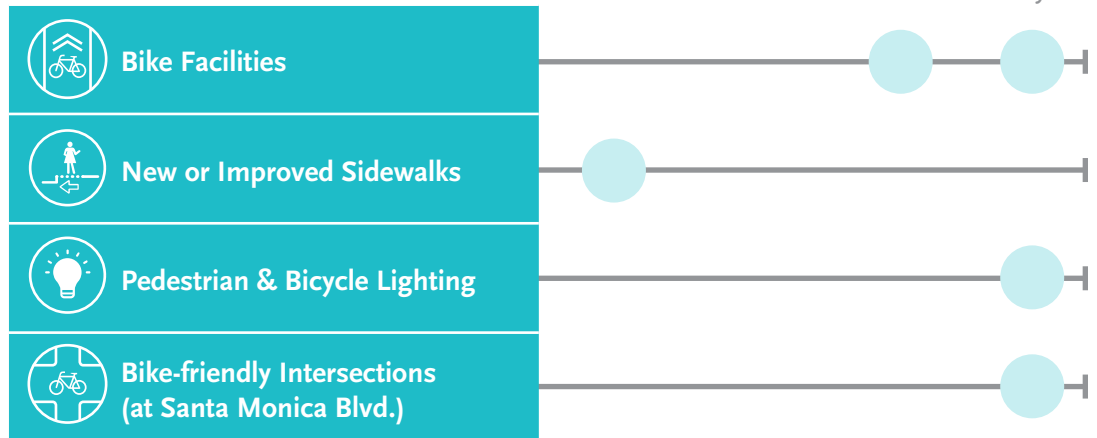 Bike Facilities
New or Improved Sidewalks
Pedestrian & Bicycle Lighting
Bike-friendly Intersections
(at Santa Monica Blvd.)